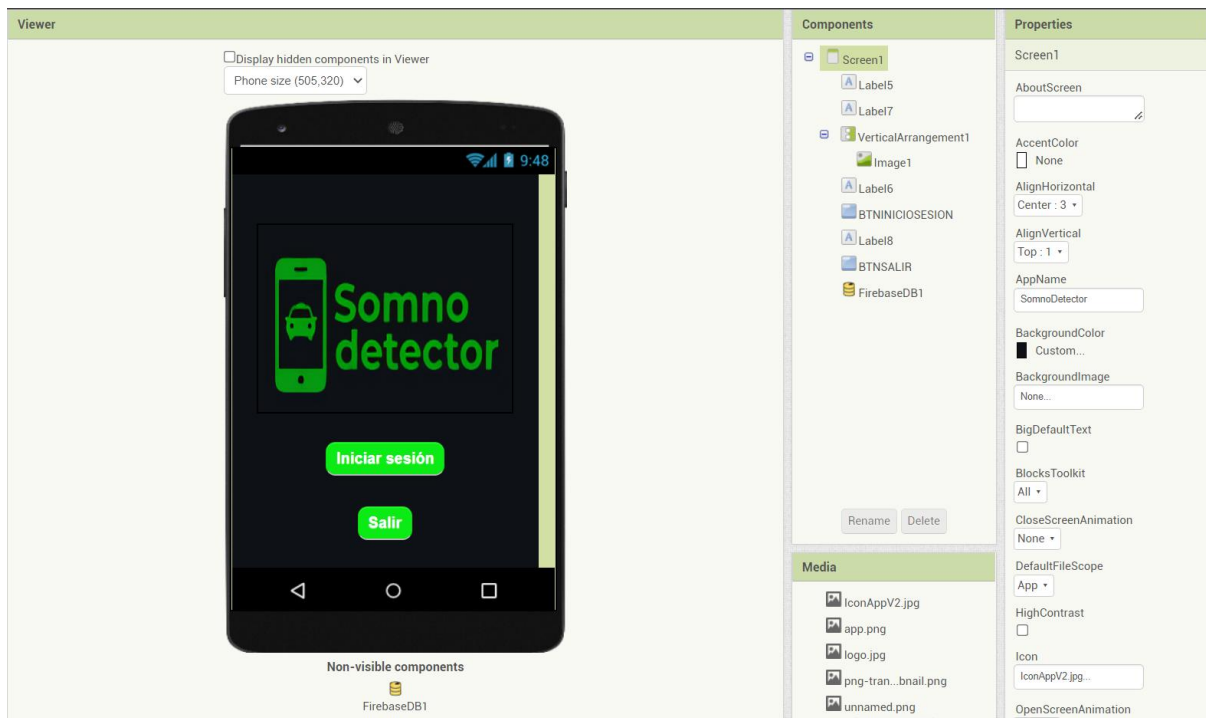 Viewer
Display hidden components in Viewer
Phone size (505,320)
9:48
Somno
detector
Iniciar sesión
Salir
Non-visible components
FirebaseDB1
Components
Screen1
Label5
Label7
VerticalArrangement1
Image1
Label6
BTNINICIOSESION
Label8
BTNSALIR
FirebaseDB1
Rename Delete
Media
IconAppV2.jpg
app.png
logo.jpg
png-tran...bnail.png
unnamed.png
Properties
Screen1
AboutScreen
AccentColor
None
AlignHorizontal
Center : 3
AlignVertical
Top : 1
AppName
SomnoDetector
BackgroundColor
Custom...
BackgroundImage
None...
BigDefaultText
BlocksToolkit
All
CloseScreenAnimation
None
DefaultFileScope
App
HighContrast
Icon
IconAppV2.jpg...
OpenScreenAnimation